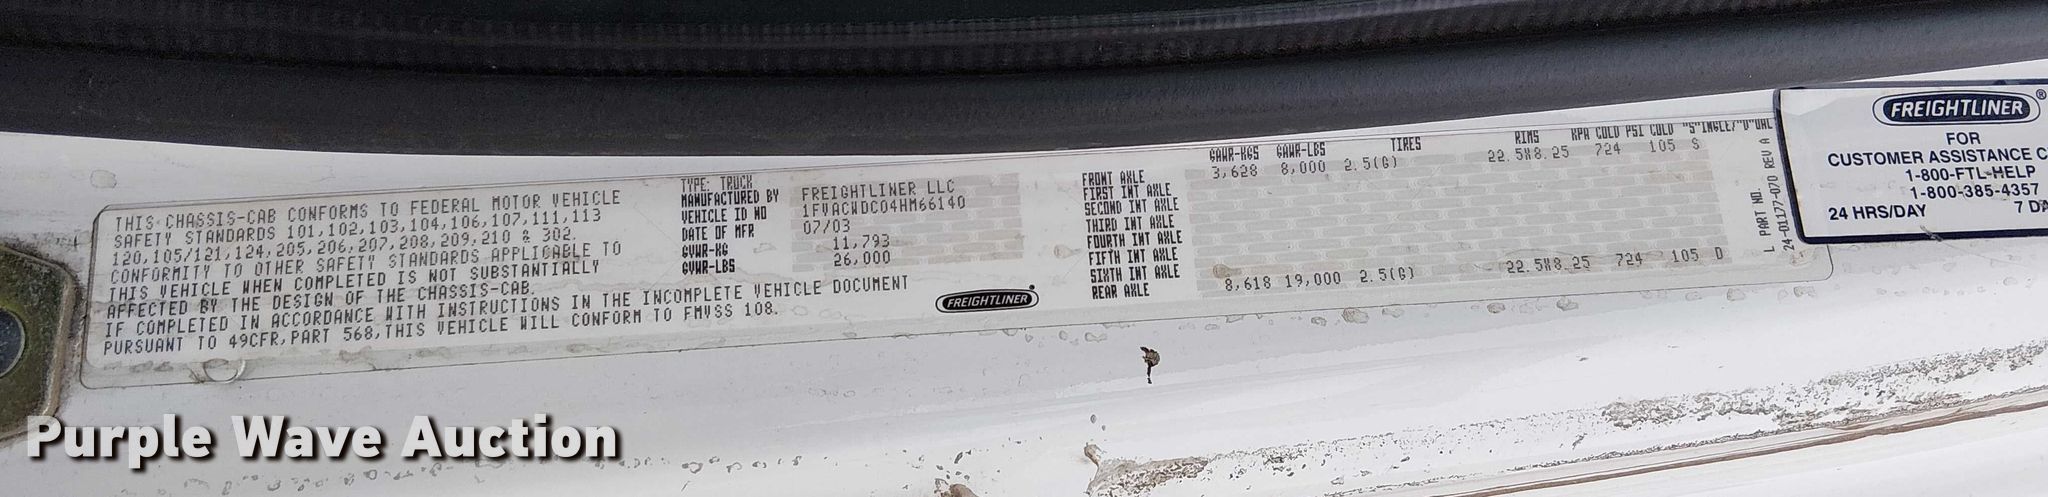 THIS CHASSIS-CAB CONFORMS TO FEDERAL MOTOR VEHICLE
SAFETY STANDARDS 101,102,103,104,106,107,111,113
120,105/121,124,205,206,207,208,209,210 & 302.
CONFORMITY TO OTHER SAFETY STANDARDS APPLICABLE TO
THIS VEHICLE WHEN COMPLETED IS NOT SUBSTANTIALLY
AFFECTED BY THE DESIGN OF THE CHASSIS-CAB.
IF COMPLETED IN ACCORDANCE WITH INSTRUCTIONS IN THE INCOMPLETE VEHICLE DOCUMENT
PURSUANT TO 49CFR,PART 568,THIS VEHICLE WILL CONFORM TO FMVSS 108.
TYPE: TRUCK
MANUFACTURED BY FREIGHTLINER LLC
VEHICLE ID NO 1FVACWDC04HM66140
DATE OF MFR 07/03
GVWR-KG 11,793
GVWR-LBS 26,000
FREIGHTLINER®
GAWR-KGS GAWR-LBS TIRES RIMS KPA COLD PSI COLD "S"INGLE/"D"UAL
FRONT AXLE 3,628 8,000 2.5(G) 22.5X8.25 724 105 S
FIRST INT AXLE
SECOND INT AXLE
THIRD INT AXLE
FOURTH INT AXLE
FIFTH INT AXLE
SIXTH INT AXLE
REAR AXLE 8,618 19,000 2.5(G) 22.5X8.25 724 105 D
L PART NO.
24-01177-070 REV A
FREIGHTLINER®
FOR
CUSTOMER ASSISTANCE C
1-800-FTL-HELP
1-800-385-4357
24 HRS/DAY 7 DA
Purple Wave Auction